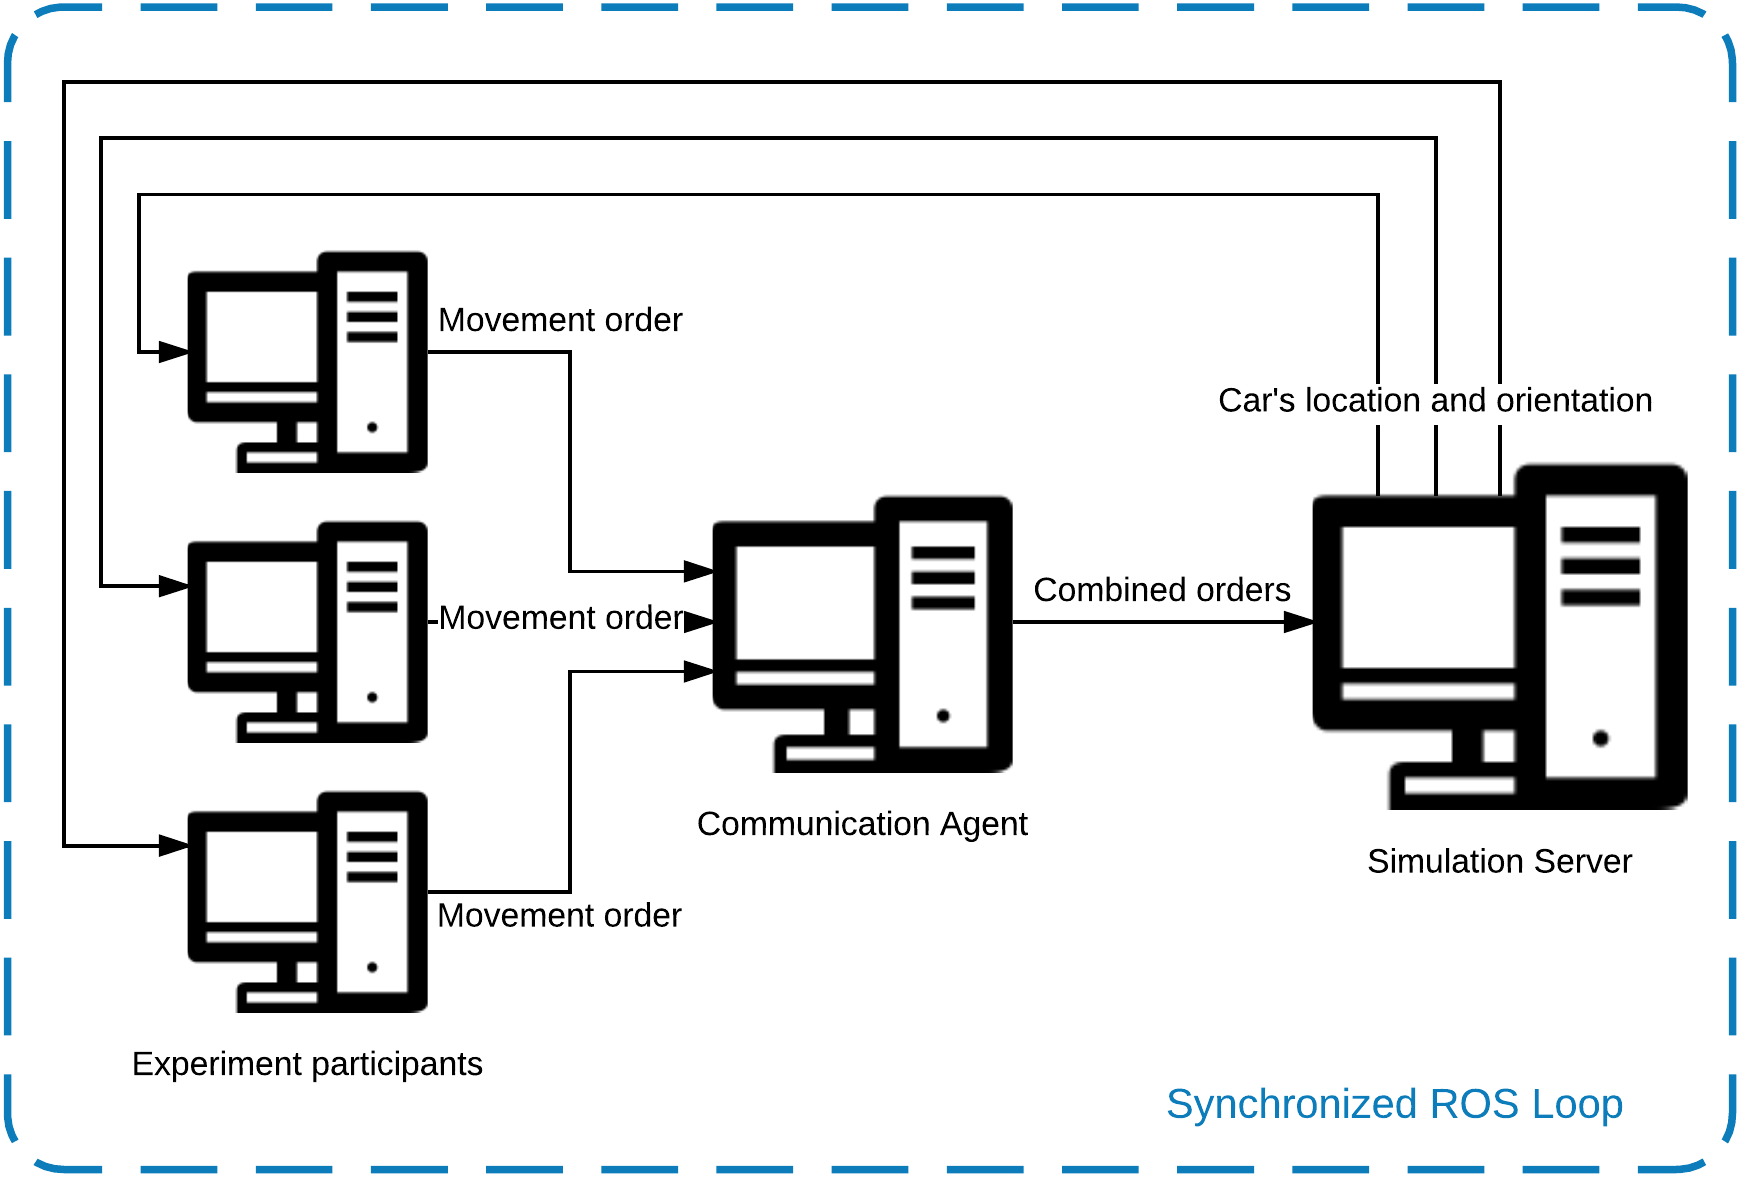 Movement order
Car's location and orientation
Movement order
Combined orders
Communication Agent
Simulation Server
Movement order
Experiment participants
Synchronized ROS Loop